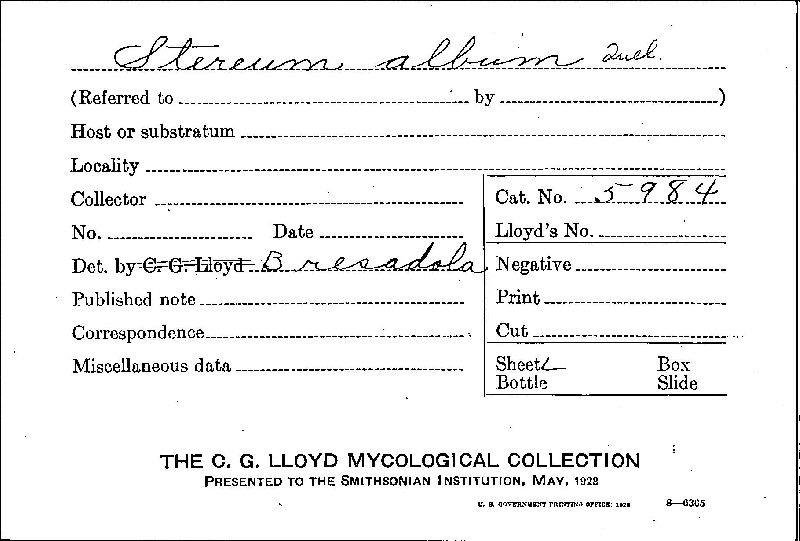 Stereum album Quel.
(Referred to by )
Host or substratum
Locality
Collector
Cat. No. 5984
No. Date
Lloyd's No.
Det. by C. G. Lloyd Bresadola
Negative
Published note
Print
Correspondence
Cut
Miscellaneous data
Sheet Box
Bottle Slide
THE C. G. LLOYD MYCOLOGICAL COLLECTION
PRESENTED TO THE SMITHSONIAN INSTITUTION, MAY, 1928
U. S. GOVERNMENT PRINTING OFFICE: 1928 8—6305